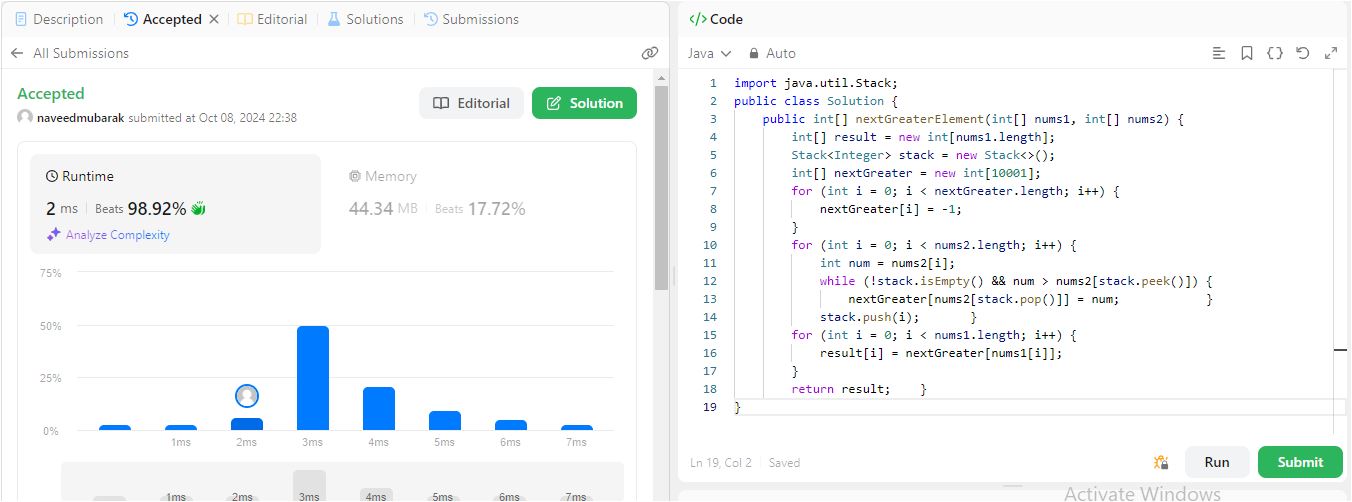 Description Accepted Editorial Solutions Submissions
All Submissions
Accepted
naveedmubarak submitted at Oct 08, 2024 22:38
Editorial Solution
Runtime
2 ms Beats 98.92%
Analyze Complexity
Memory
44.34 MB Beats 17.72%
75%
50%
25%
0%
1ms 2ms 3ms 4ms 5ms 6ms 7ms
1ms 2ms 3ms 4ms 5ms 6ms 7ms
</> Code
Java Auto
1 import java.util.Stack;
2 public class Solution {
3 public int[] nextGreaterElement(int[] nums1, int[] nums2) {
4 int[] result = new int[nums1.length];
5 Stack<Integer> stack = new Stack<>();
6 int[] nextGreater = new int[10001];
7 for (int i = 0; i < nextGreater.length; i++) {
8 nextGreater[i] = -1;
9 }
10 for (int i = 0; i < nums2.length; i++) {
11 int num = nums2[i];
12 while (!stack.isEmpty() && num > nums2[stack.peek()]) {
13 nextGreater[nums2[stack.pop()]] = num; }
14 stack.push(i); }
15 for (int i = 0; i < nums1.length; i++) {
16 result[i] = nextGreater[nums1[i]];
17 }
18 return result; }
19 }
Ln 19, Col 2 Saved
Run Submit
Activate Windows